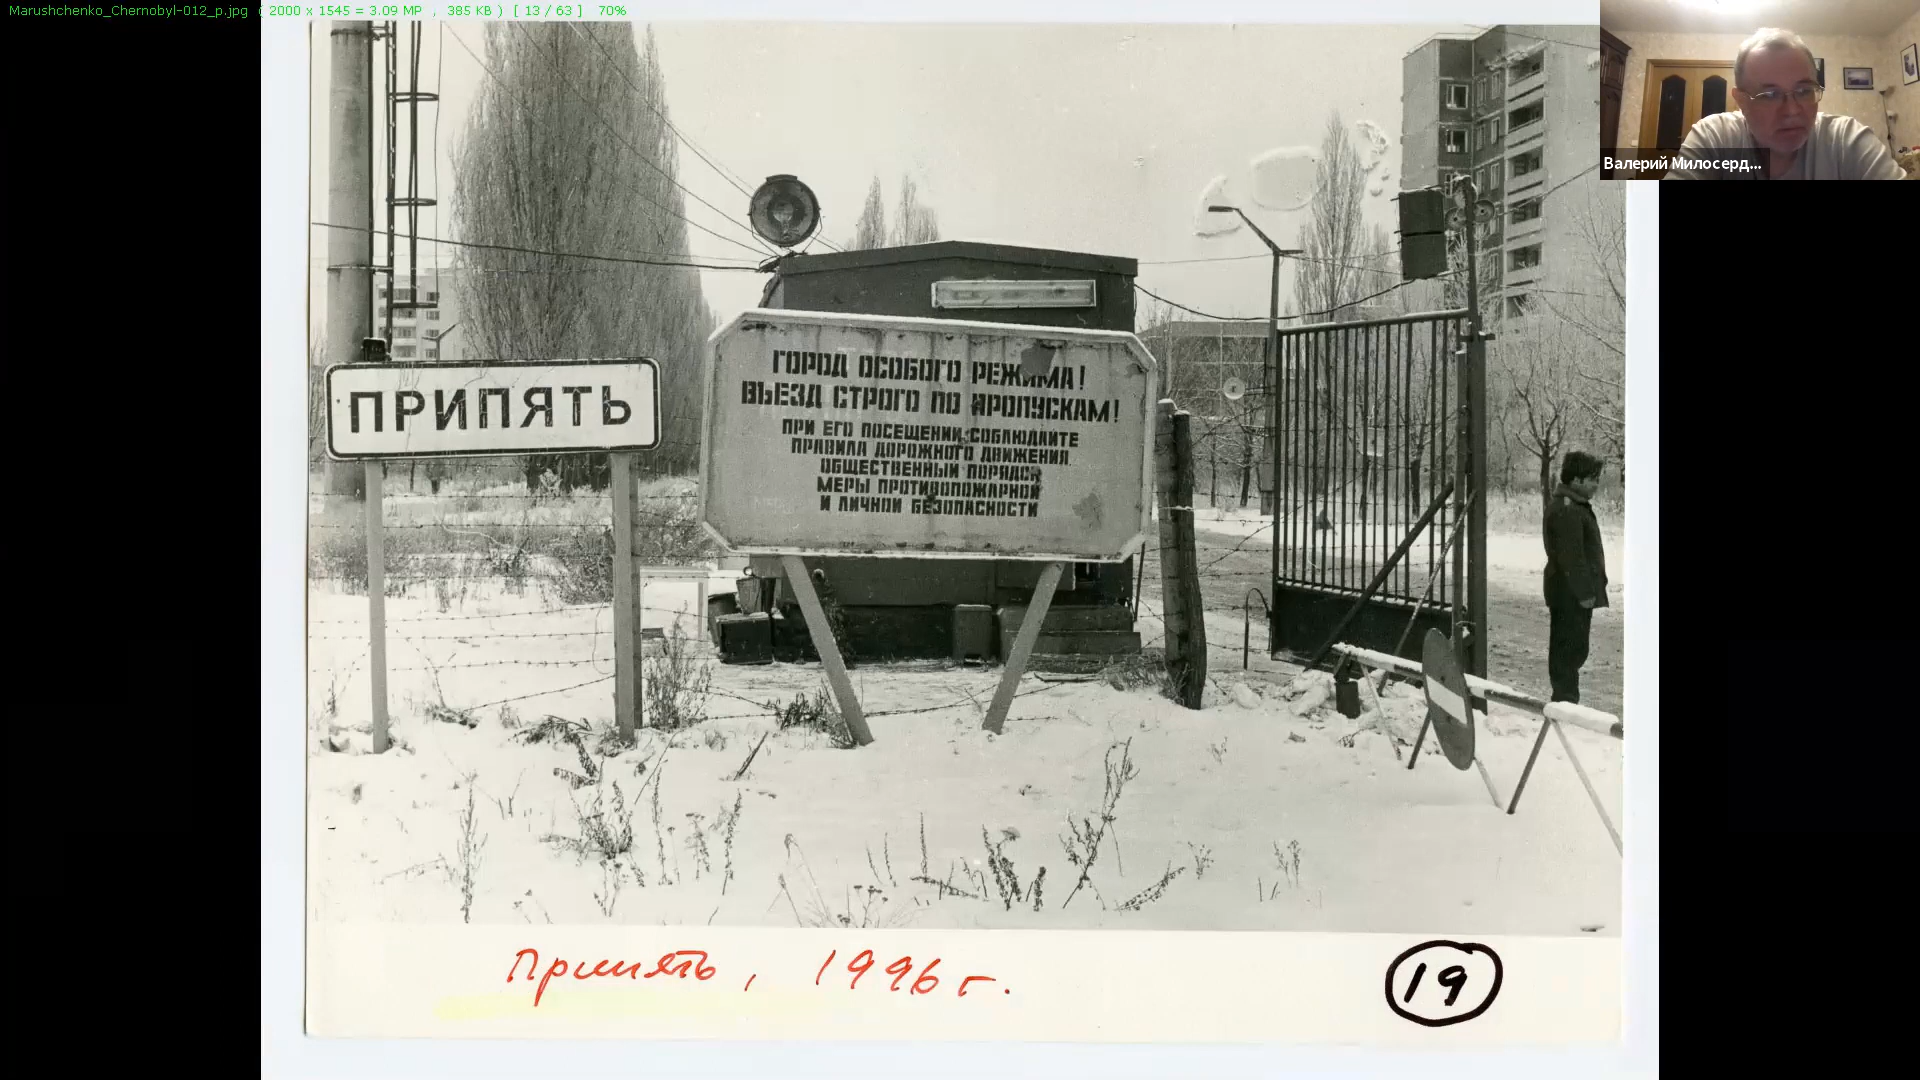 Marushchenko_Chernobyl-012_p.jpg ( 2000 x 1545 = 3.09 MP , 385 KB ) [ 13 / 63 ] 70%
Валерий Милосерд...
ПРИПЯТЬ
ГОРОД ОСОБОГО РЕЖИМА!
ВЪЕЗД СТРОГО ПО ПРОПУСКАМ!
ПРИ ЕГО ПОСЕЩЕНИИ СОБЛЮДАЙТЕ
ПРАВИЛА ДОРОЖНОГО ДВИЖЕНИЯ
ОБЩЕСТВЕННЫЙ ПОРЯДОК
МЕРЫ ПРОТИВОПОЖАРНОЙ
И ЛИЧНОЙ БЕЗОПАСНОСТИ
Припять, 1996 г.
19